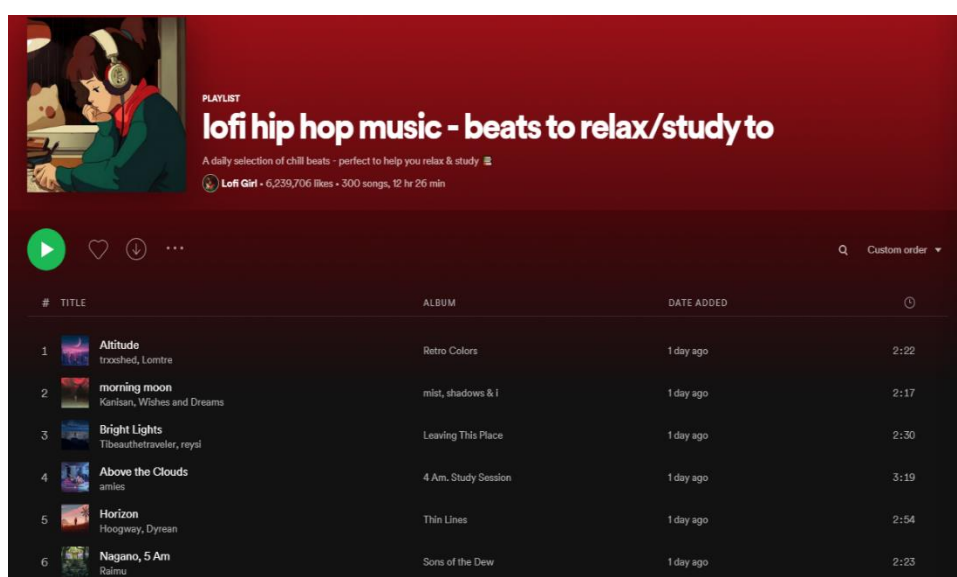 PLAYLIST
lofi hip hop music - beats to relax/study to
A daily selection of chill beats - perfect to help you relax & study
Lofi Girl • 6,239,706 likes • 300 songs, 12 hr 26 min
Custom order
# TITLE ALBUM DATE ADDED
1 Altitude Retro Colors 1 day ago 2:22
trxxshed, Lomtre
2 morning moon mist, shadows & i 1 day ago 2:17
Kanisan, Wishes and Dreams
3 Bright Lights Leaving This Place 1 day ago 2:30
Tibeauthetraveler, reysi
4 Above the Clouds 4 Am. Study Session 1 day ago 3:19
amies
5 Horizon Thin Lines 1 day ago 2:54
Hoogway, Dyrean
6 Nagano, 5 Am Sons of the Dew 1 day ago 2:23
Raimu